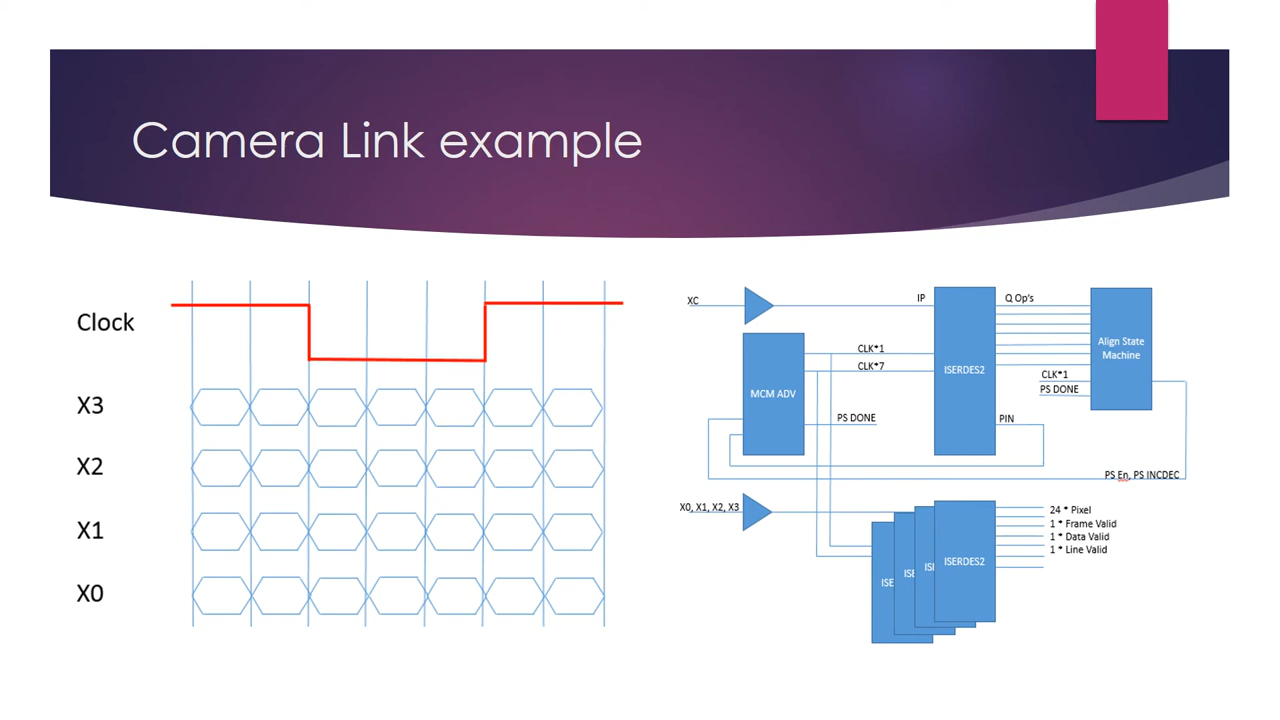 Camera Link example
Clock
X3
X2
X1
X0
XC
IP
Q Op's
Align State
Machine
CLK*1
CLK*7
ISERDES2
MCM ADV
CLK*1
PS DONE
PS DONE
PIN
PS En, PS INCDEC
X0, X1, X2, X3
24 * Pixel
1 * Frame Valid
1 * Data Valid
1 * Line Valid
ISERDES2
IS
ISE
ISE